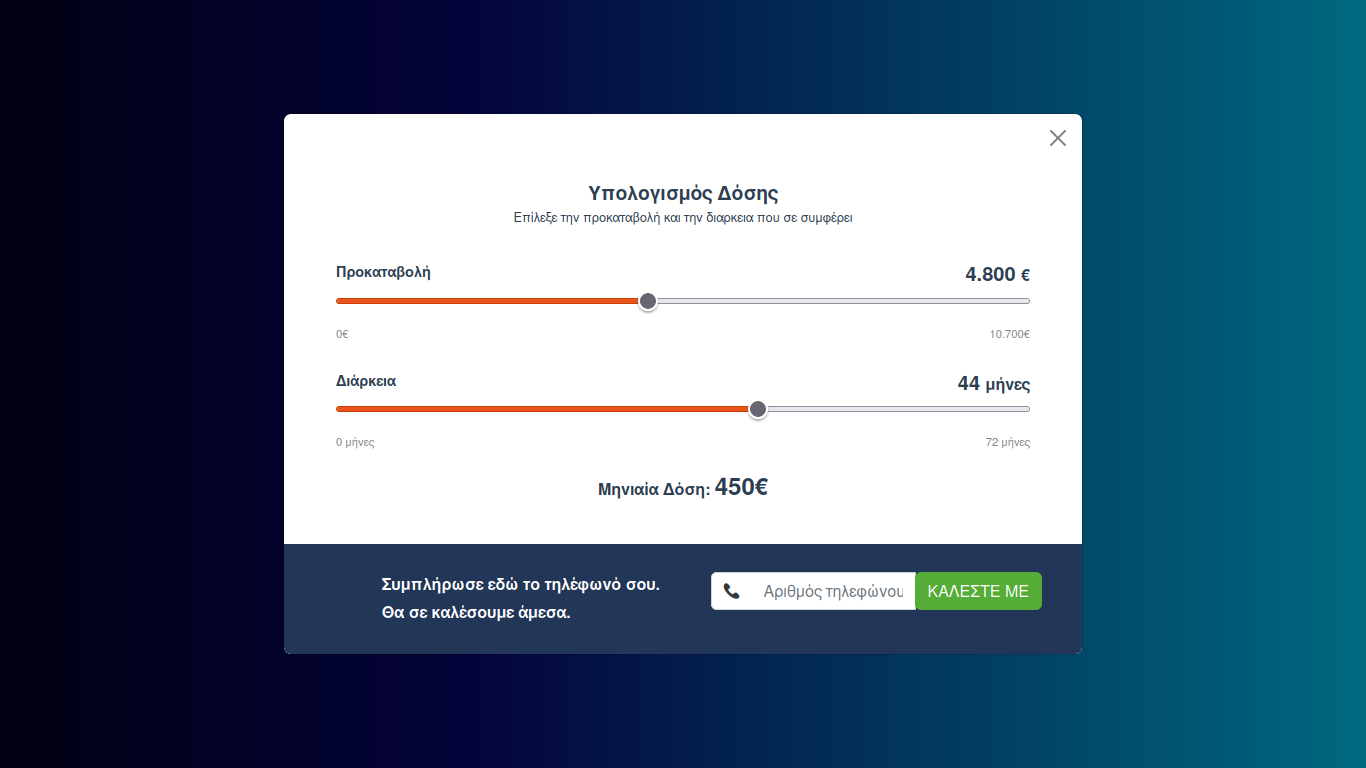 Υπολογισμός Δόσης
Επίλεξε την προκαταβολή και την διαρκεια που σε συμφέρει
Προκαταβολή 4.800 €
0€ 10.700€
Διάρκεια 44 μήνες
0 μήνες 72 μήνες
Μηνιαία Δόση: 450€
Συμπλήρωσε εδώ το τηλέφωνό σου.
Θα σε καλέσουμε άμεσα.
Αριθμός τηλεφώνου ΚΑΛΕΣΤΕ ΜΕ